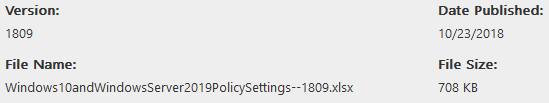 Version:
Date Published:
1809
10/23/2018
File Name:
File Size:
Windows10andWindowsServer2019PolicySettings--1809.xlsx
708 KB